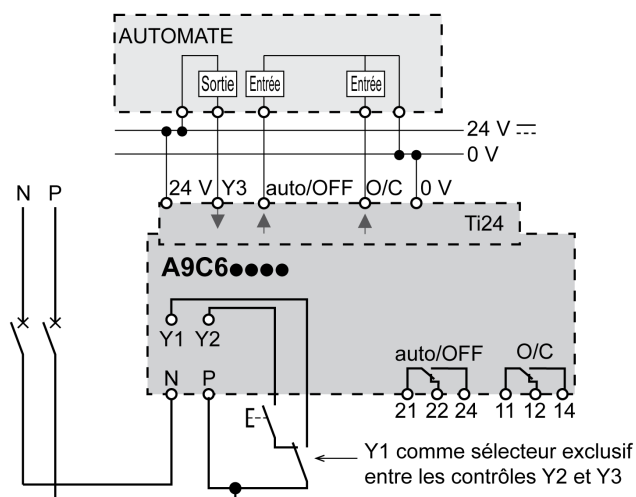 AUTOMATE
Sortie Entrée Entrée
24 V
0 V
N P
24 V Y3 auto/OFF O/C 0 V
Ti24
A9C6●●●●
Y1 Y2
auto/OFF O/C
N P
21 22 24 11 12 14
Y1 comme sélecteur exclusif
entre les contrôles Y2 et Y3